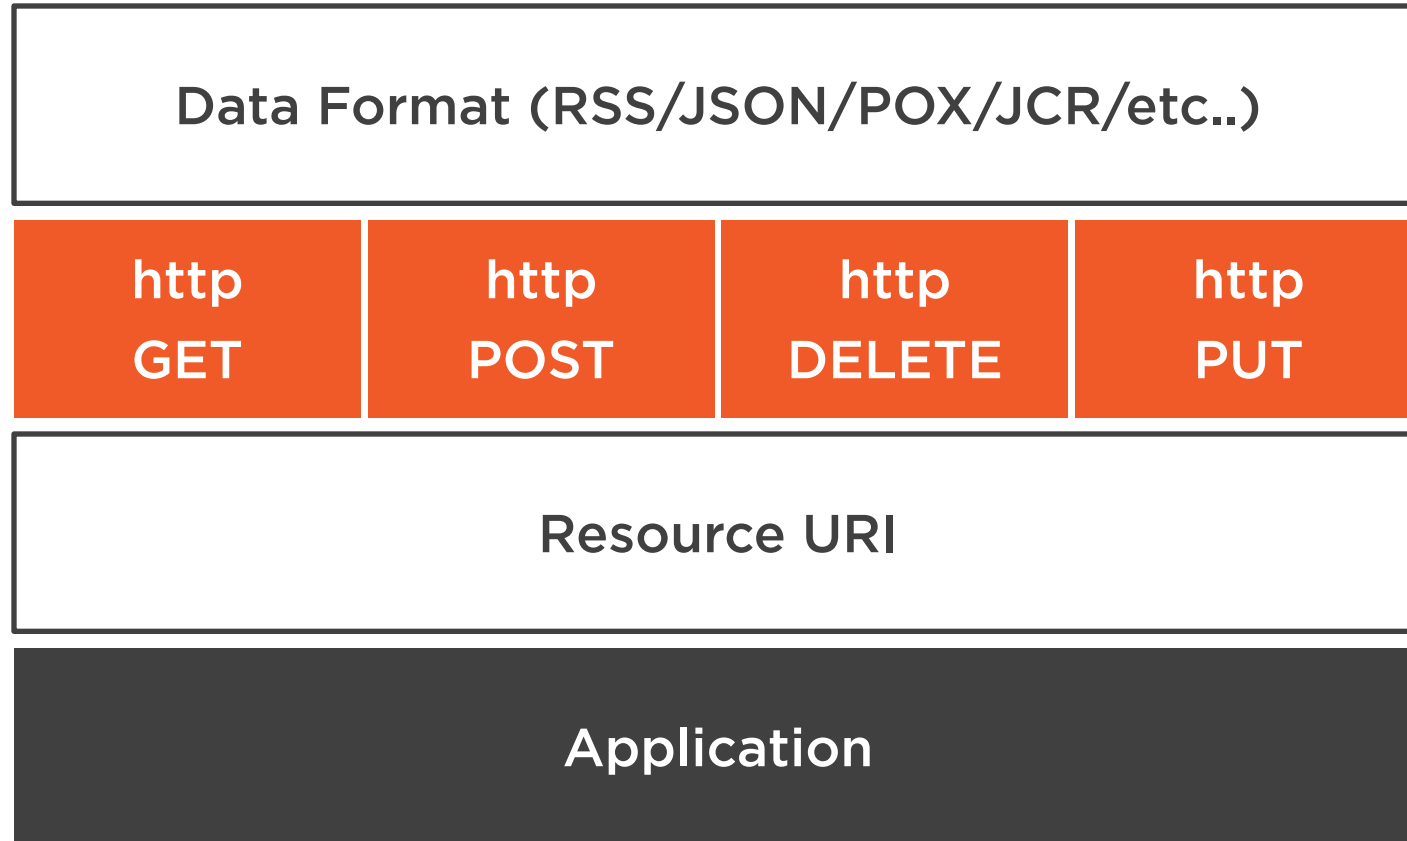 Data Format (RSS/JSON/POX/JCR/etc..)
http
GET
http
POST
http
DELETE
http
PUT
Resource URI
Application